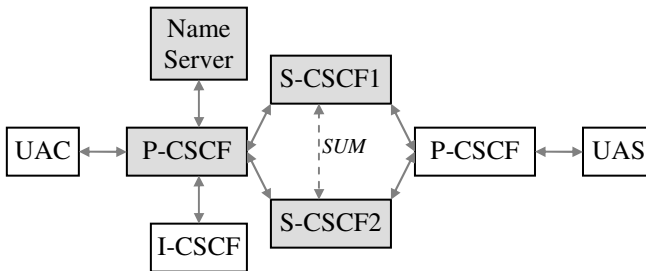 Name
Server
S-CSCF1
UAC
P-CSCF
SUM
P-CSCF
UAS
S-CSCF2
I-CSCF